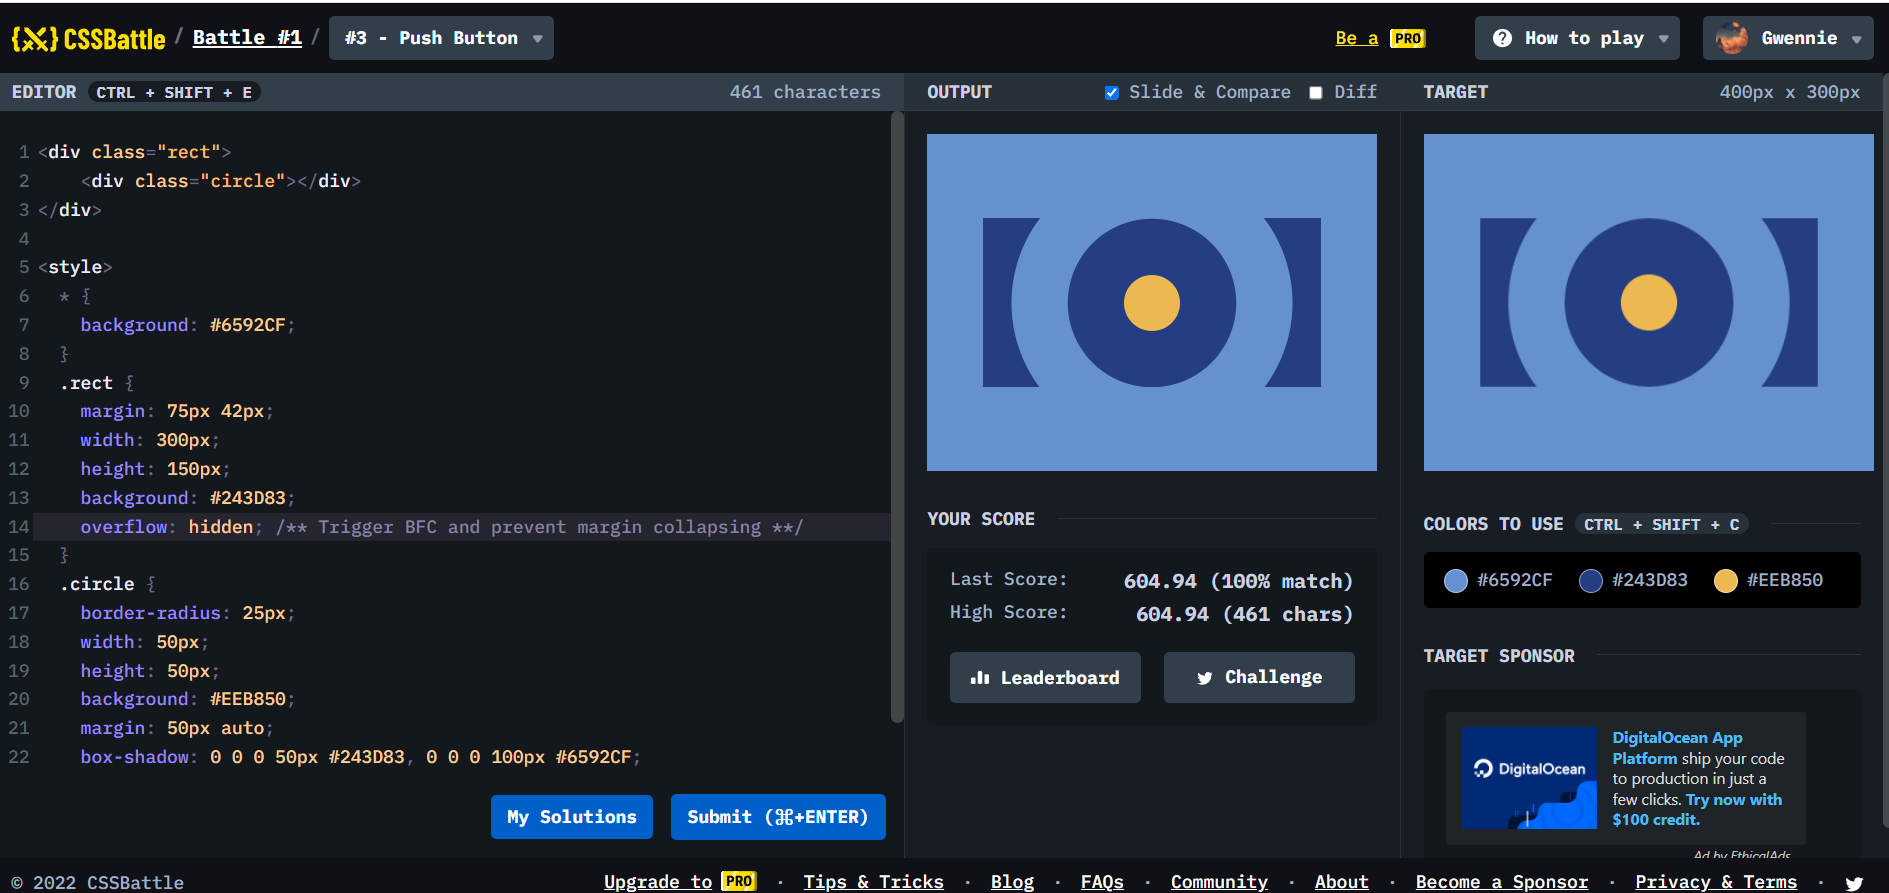 {X} CSSBattle / Battle #1 / #3 - Push Button
Be a PRO
How to play
Gwennie
EDITOR CTRL + SHIFT + E 461 characters
OUTPUT Slide & Compare Diff
TARGET 400px x 300px
1 <div class="rect">
2 <div class="circle"></div>
3 </div>
4
5 <style>
6 * {
7 background: #6592CF;
8 }
9 .rect {
10 margin: 75px 42px;
11 width: 300px;
12 height: 150px;
13 background: #243D83;
14 overflow: hidden; /** Trigger BFC and prevent margin collapsing **/
15 }
16 .circle {
17 border-radius: 25px;
18 width: 50px;
19 height: 50px;
20 background: #EEB850;
21 margin: 50px auto;
22 box-shadow: 0 0 0 50px #243D83, 0 0 0 100px #6592CF;
My Solutions
Submit (⌘+ENTER)
YOUR SCORE
Last Score: 604.94 (100% match)
High Score: 604.94 (461 chars)
Leaderboard
Challenge
COLORS TO USE CTRL + SHIFT + C
#6592CF #243D83 #EEB850
TARGET SPONSOR
DigitalOcean
DigitalOcean App
Platform ship your code
to production in just a
few clicks. Try now with
$100 credit.
Ad by EthicalAds
© 2022 CSSBattle
Upgrade to PRO · Tips & Tricks · Blog · FAQs · Community · About · Become a Sponsor · Privacy & Terms ·